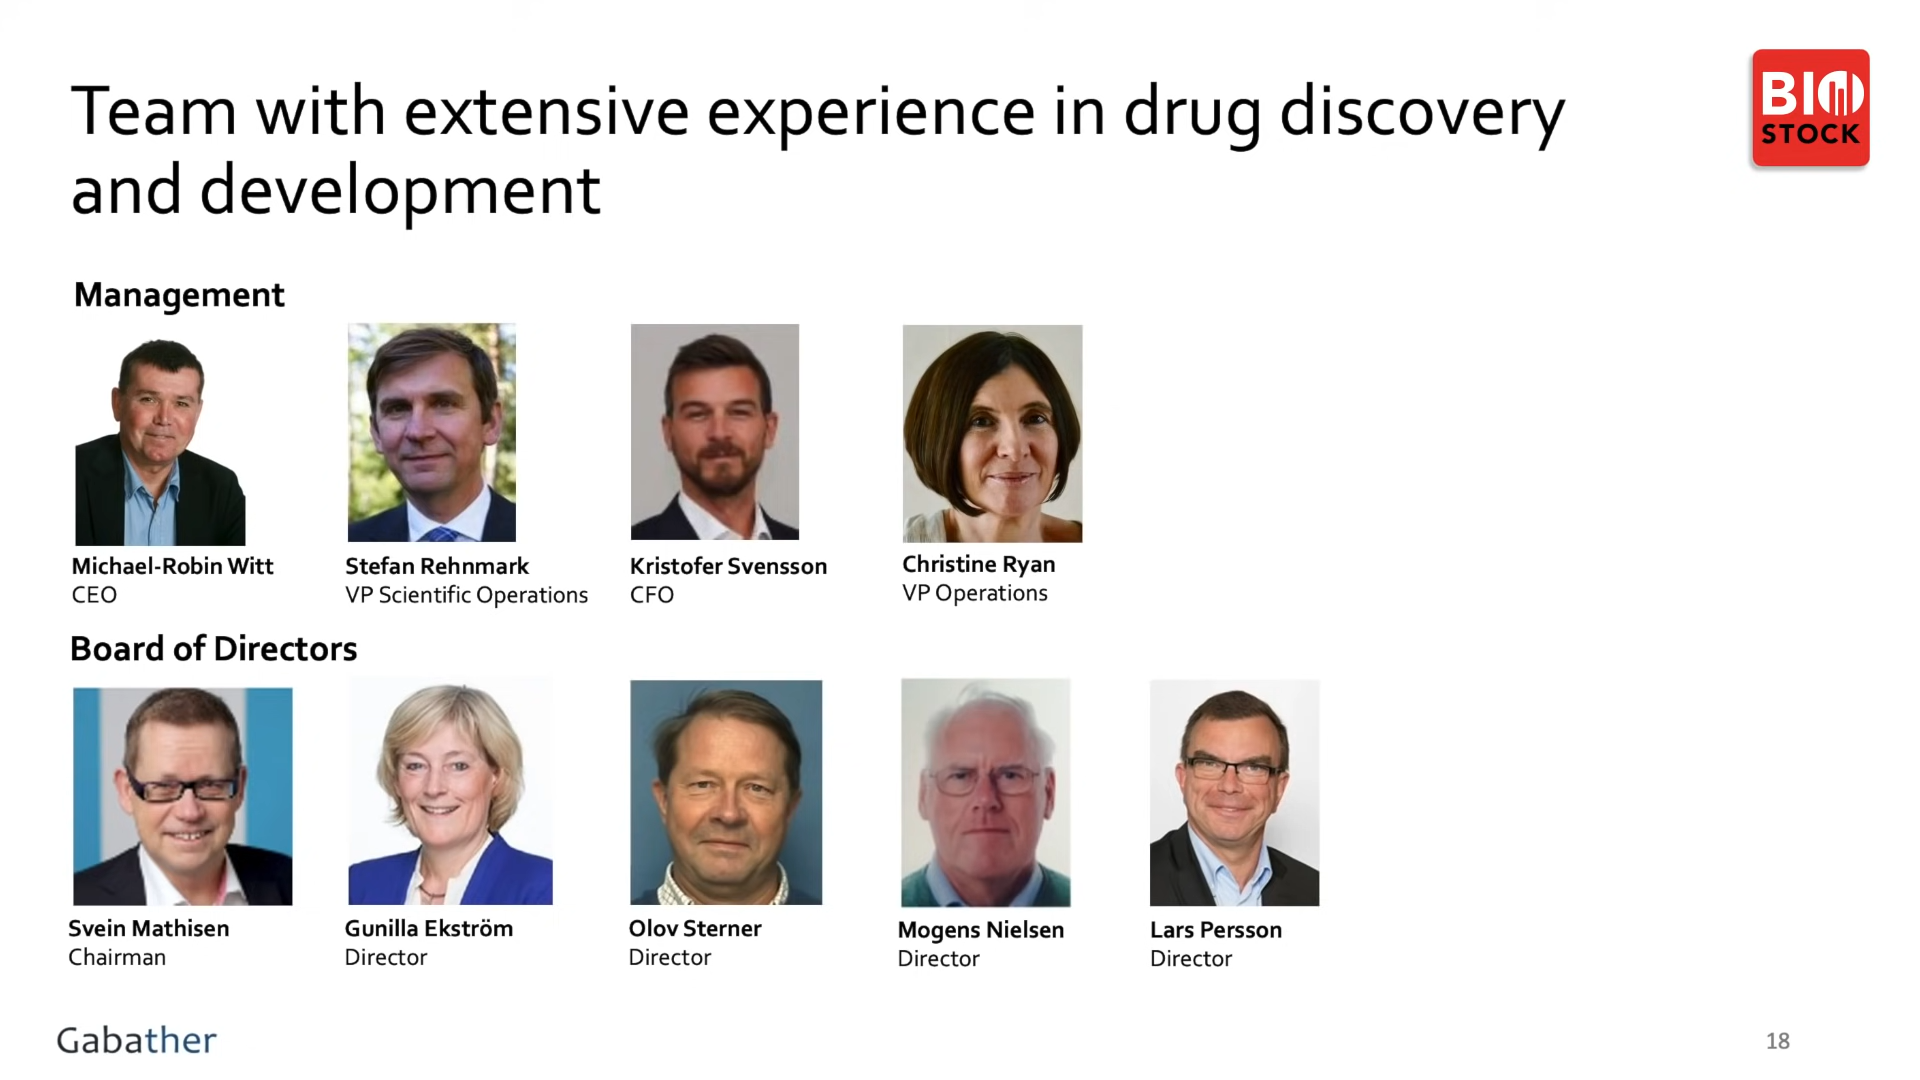 Team with extensive experience in drug discovery
and development
BIO
STOCK
Management
Michael-Robin Witt
CEO
Stefan Rehnmark
VP Scientific Operations
Kristofer Svensson
CFO
Christine Ryan
VP Operations
Board of Directors
Svein Mathisen
Chairman
Gunilla Ekström
Director
Olov Sterner
Director
Mogens Nielsen
Director
Lars Persson
Director
Gabather
18